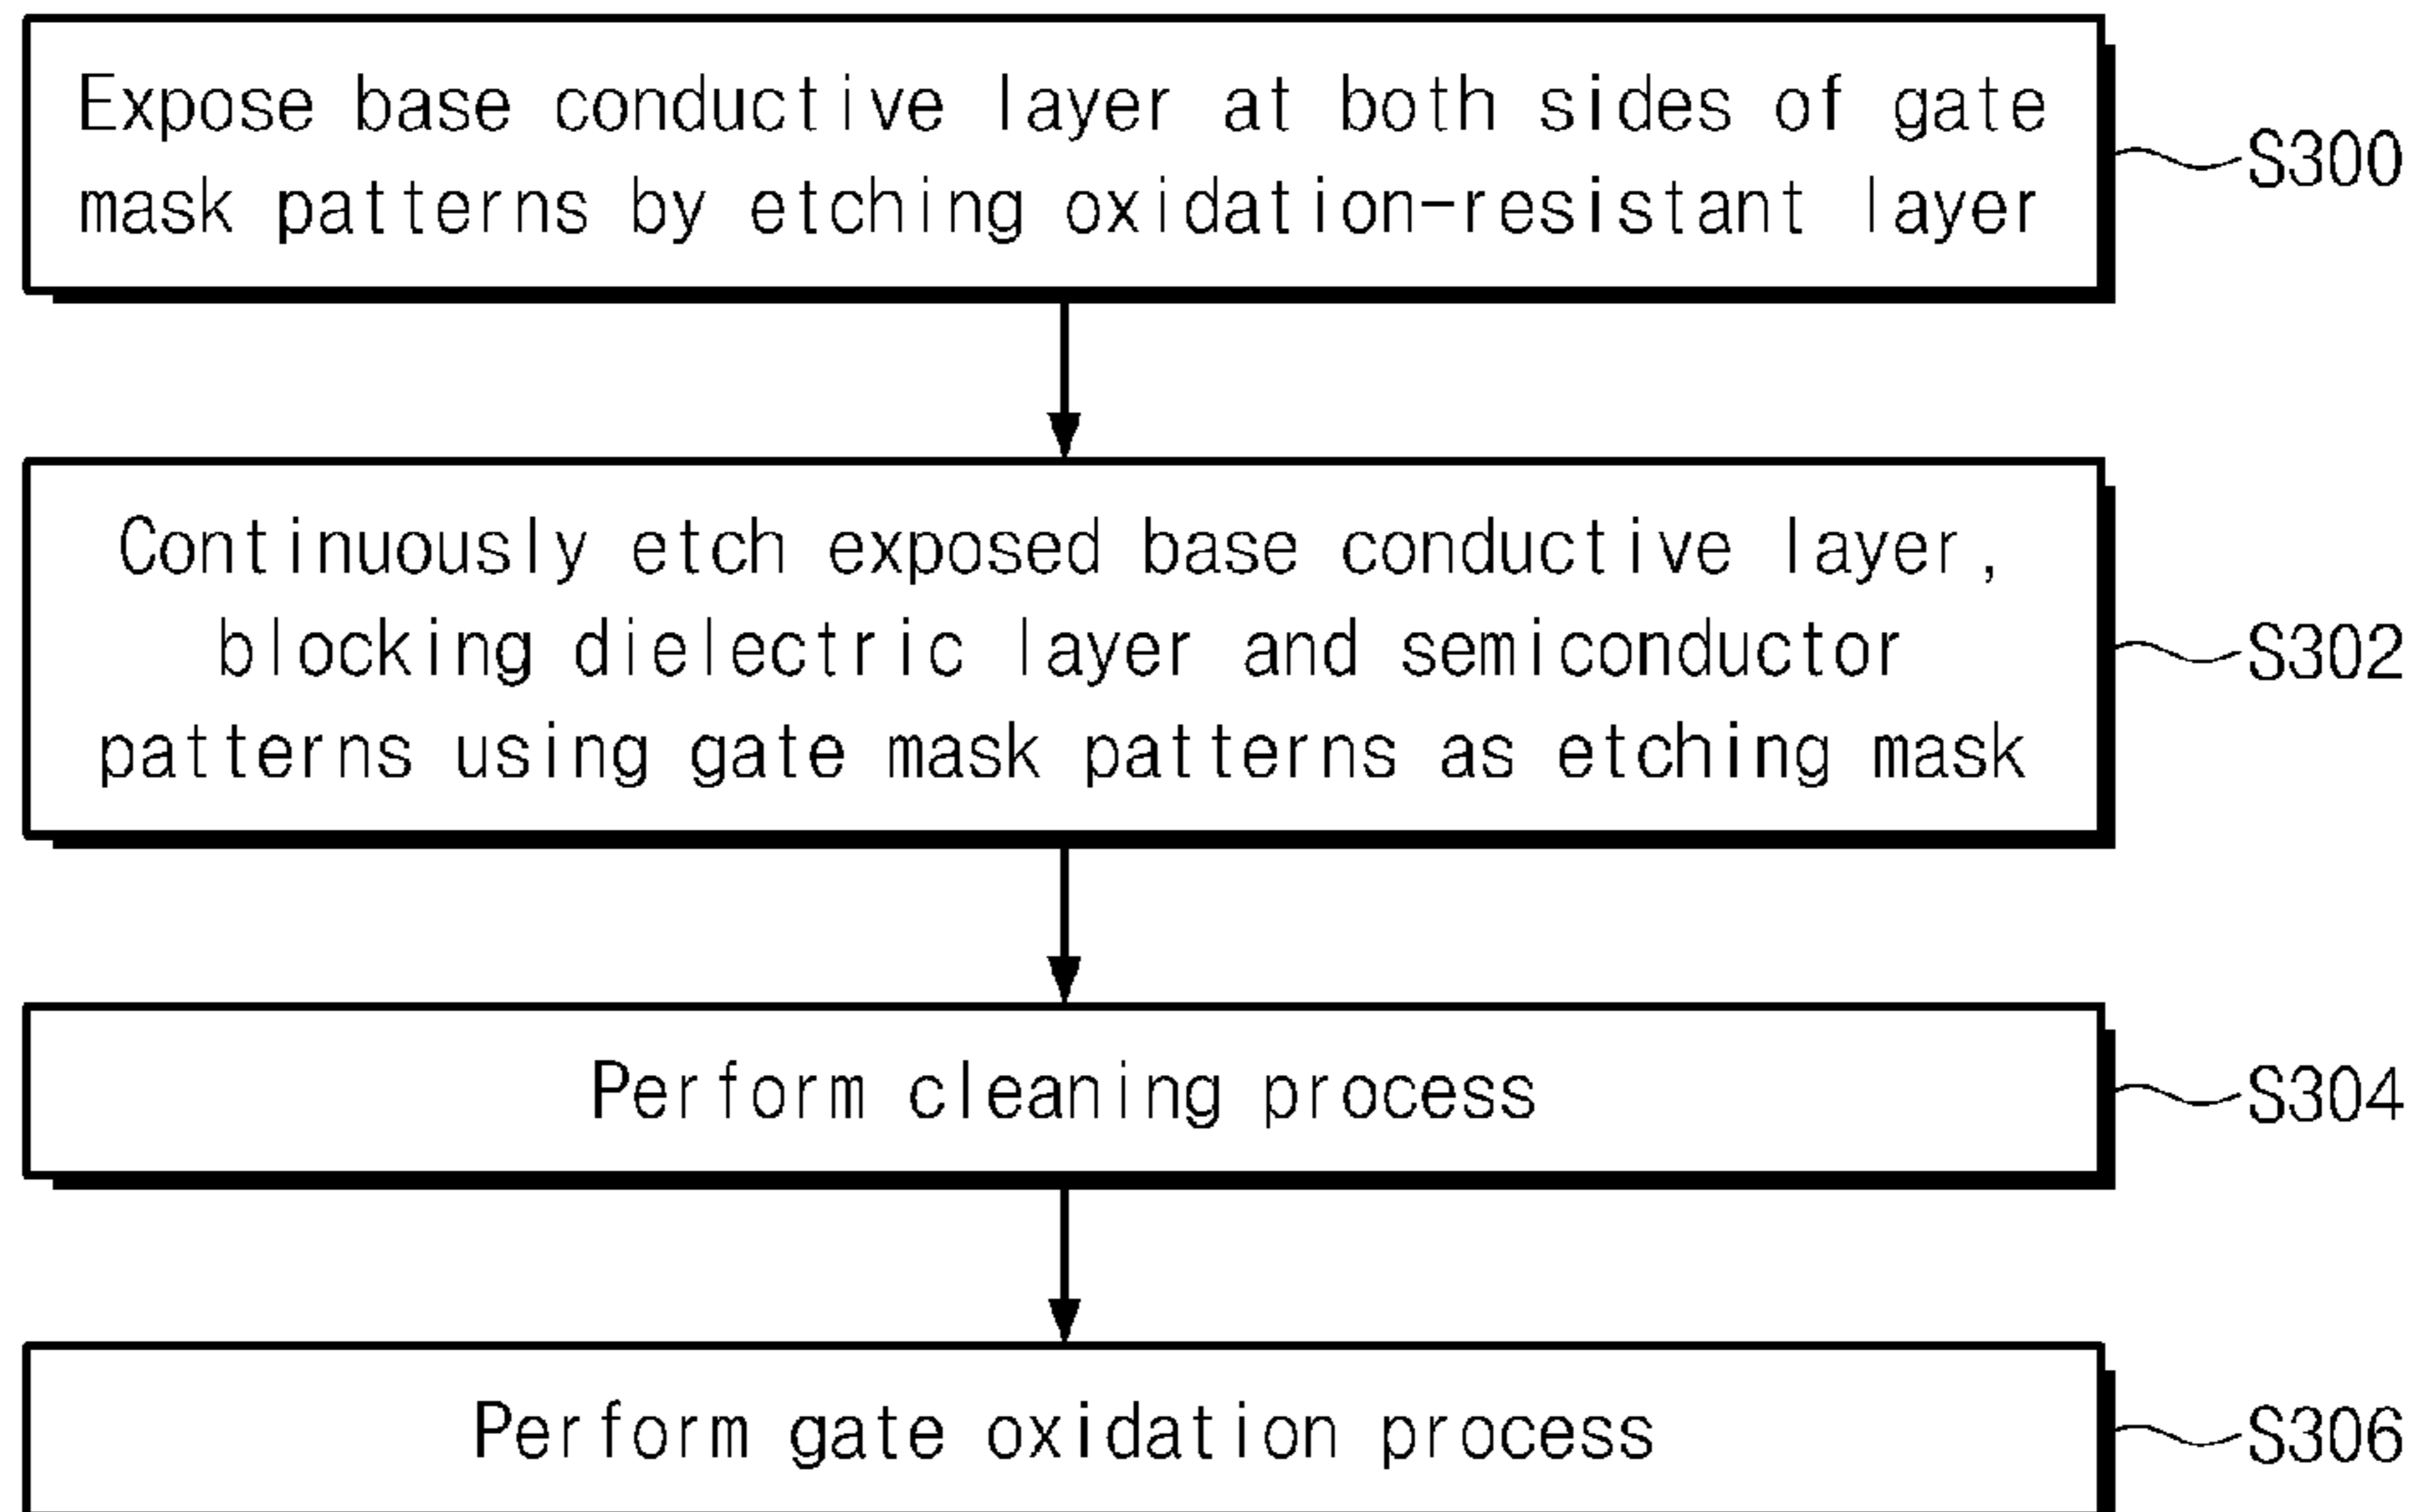 Expose base conductive layer at both sides of gate
mask patterns by etching oxidation-resistant layer
S300
Continuously etch exposed base conductive layer,
blocking dielectric layer and semiconductor
patterns using gate mask patterns as etching mask
S302
Perform cleaning process
S304
Perform gate oxidation process
S306